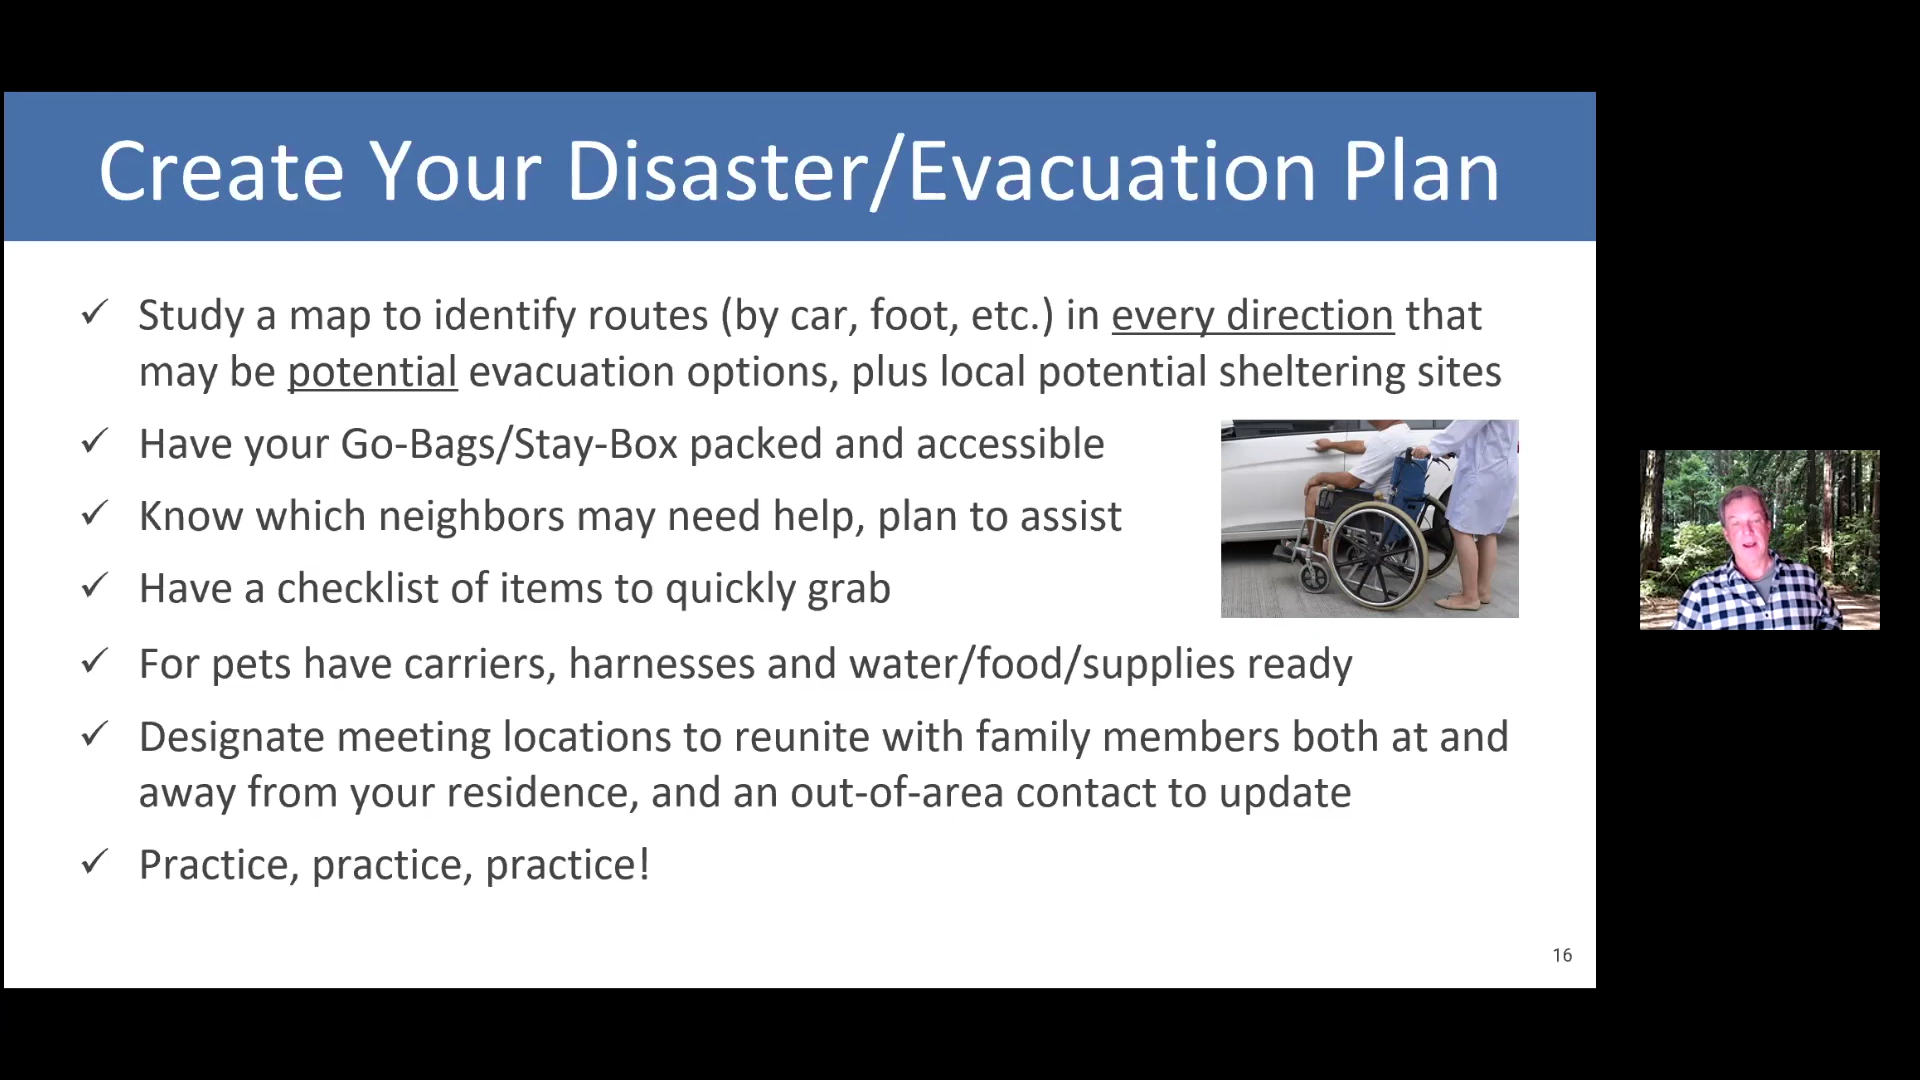 Create Your Disaster/Evacuation Plan
✓ Study a map to identify routes (by car, foot, etc.) in every direction that
may be potential evacuation options, plus local potential sheltering sites
✓ Have your Go-Bags/Stay-Box packed and accessible
✓ Know which neighbors may need help, plan to assist
✓ Have a checklist of items to quickly grab
✓ For pets have carriers, harnesses and water/food/supplies ready
✓ Designate meeting locations to reunite with family members both at and
away from your residence, and an out-of-area contact to update
✓ Practice, practice, practice!
16